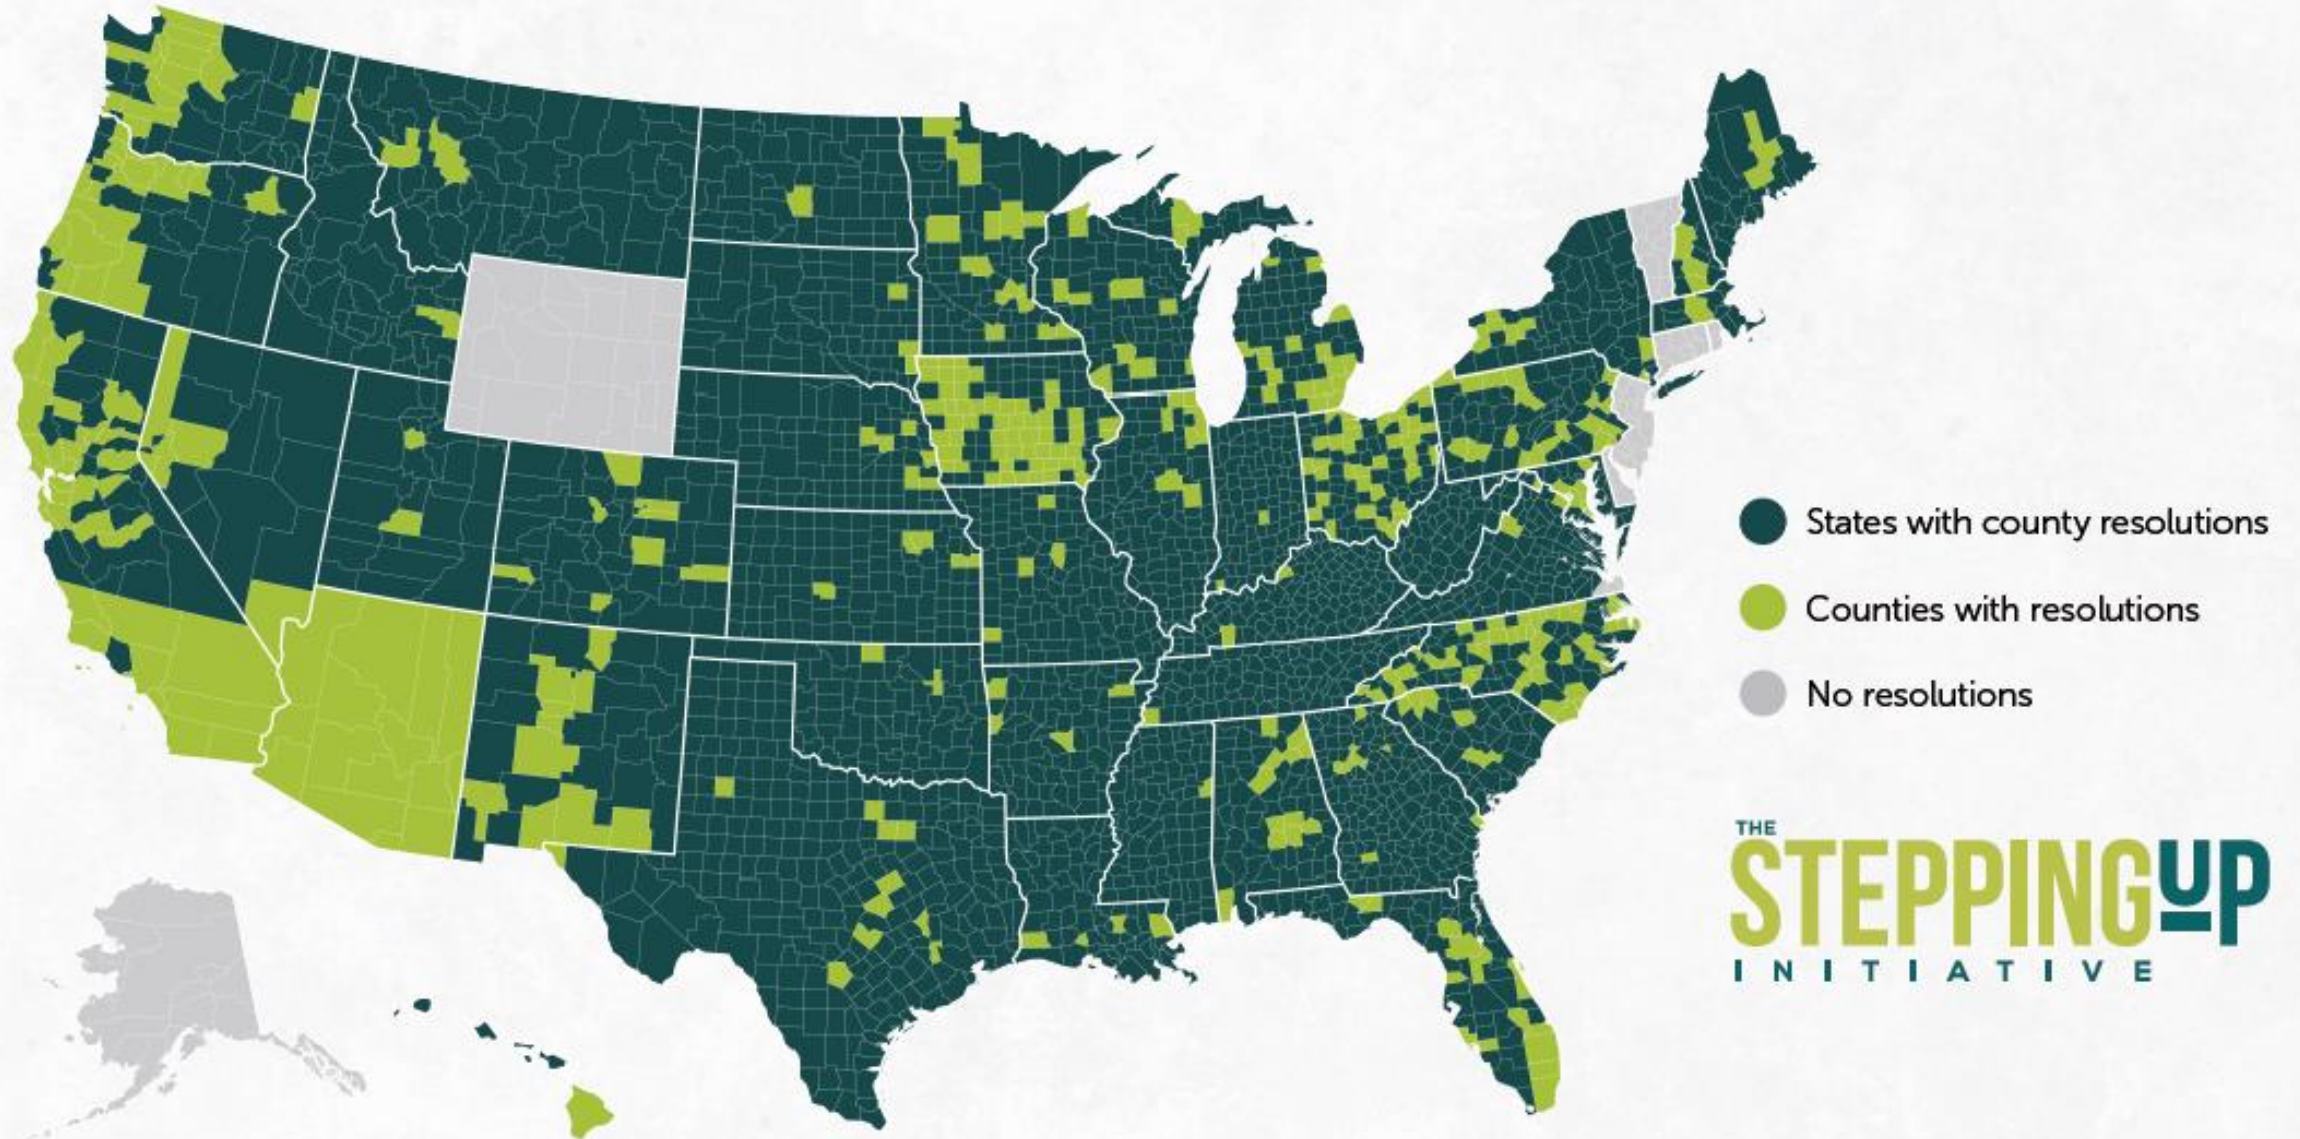 States with county resolutions
Counties with resolutions
No resolutions
THE
STEPPINGUP
INITIATIVE